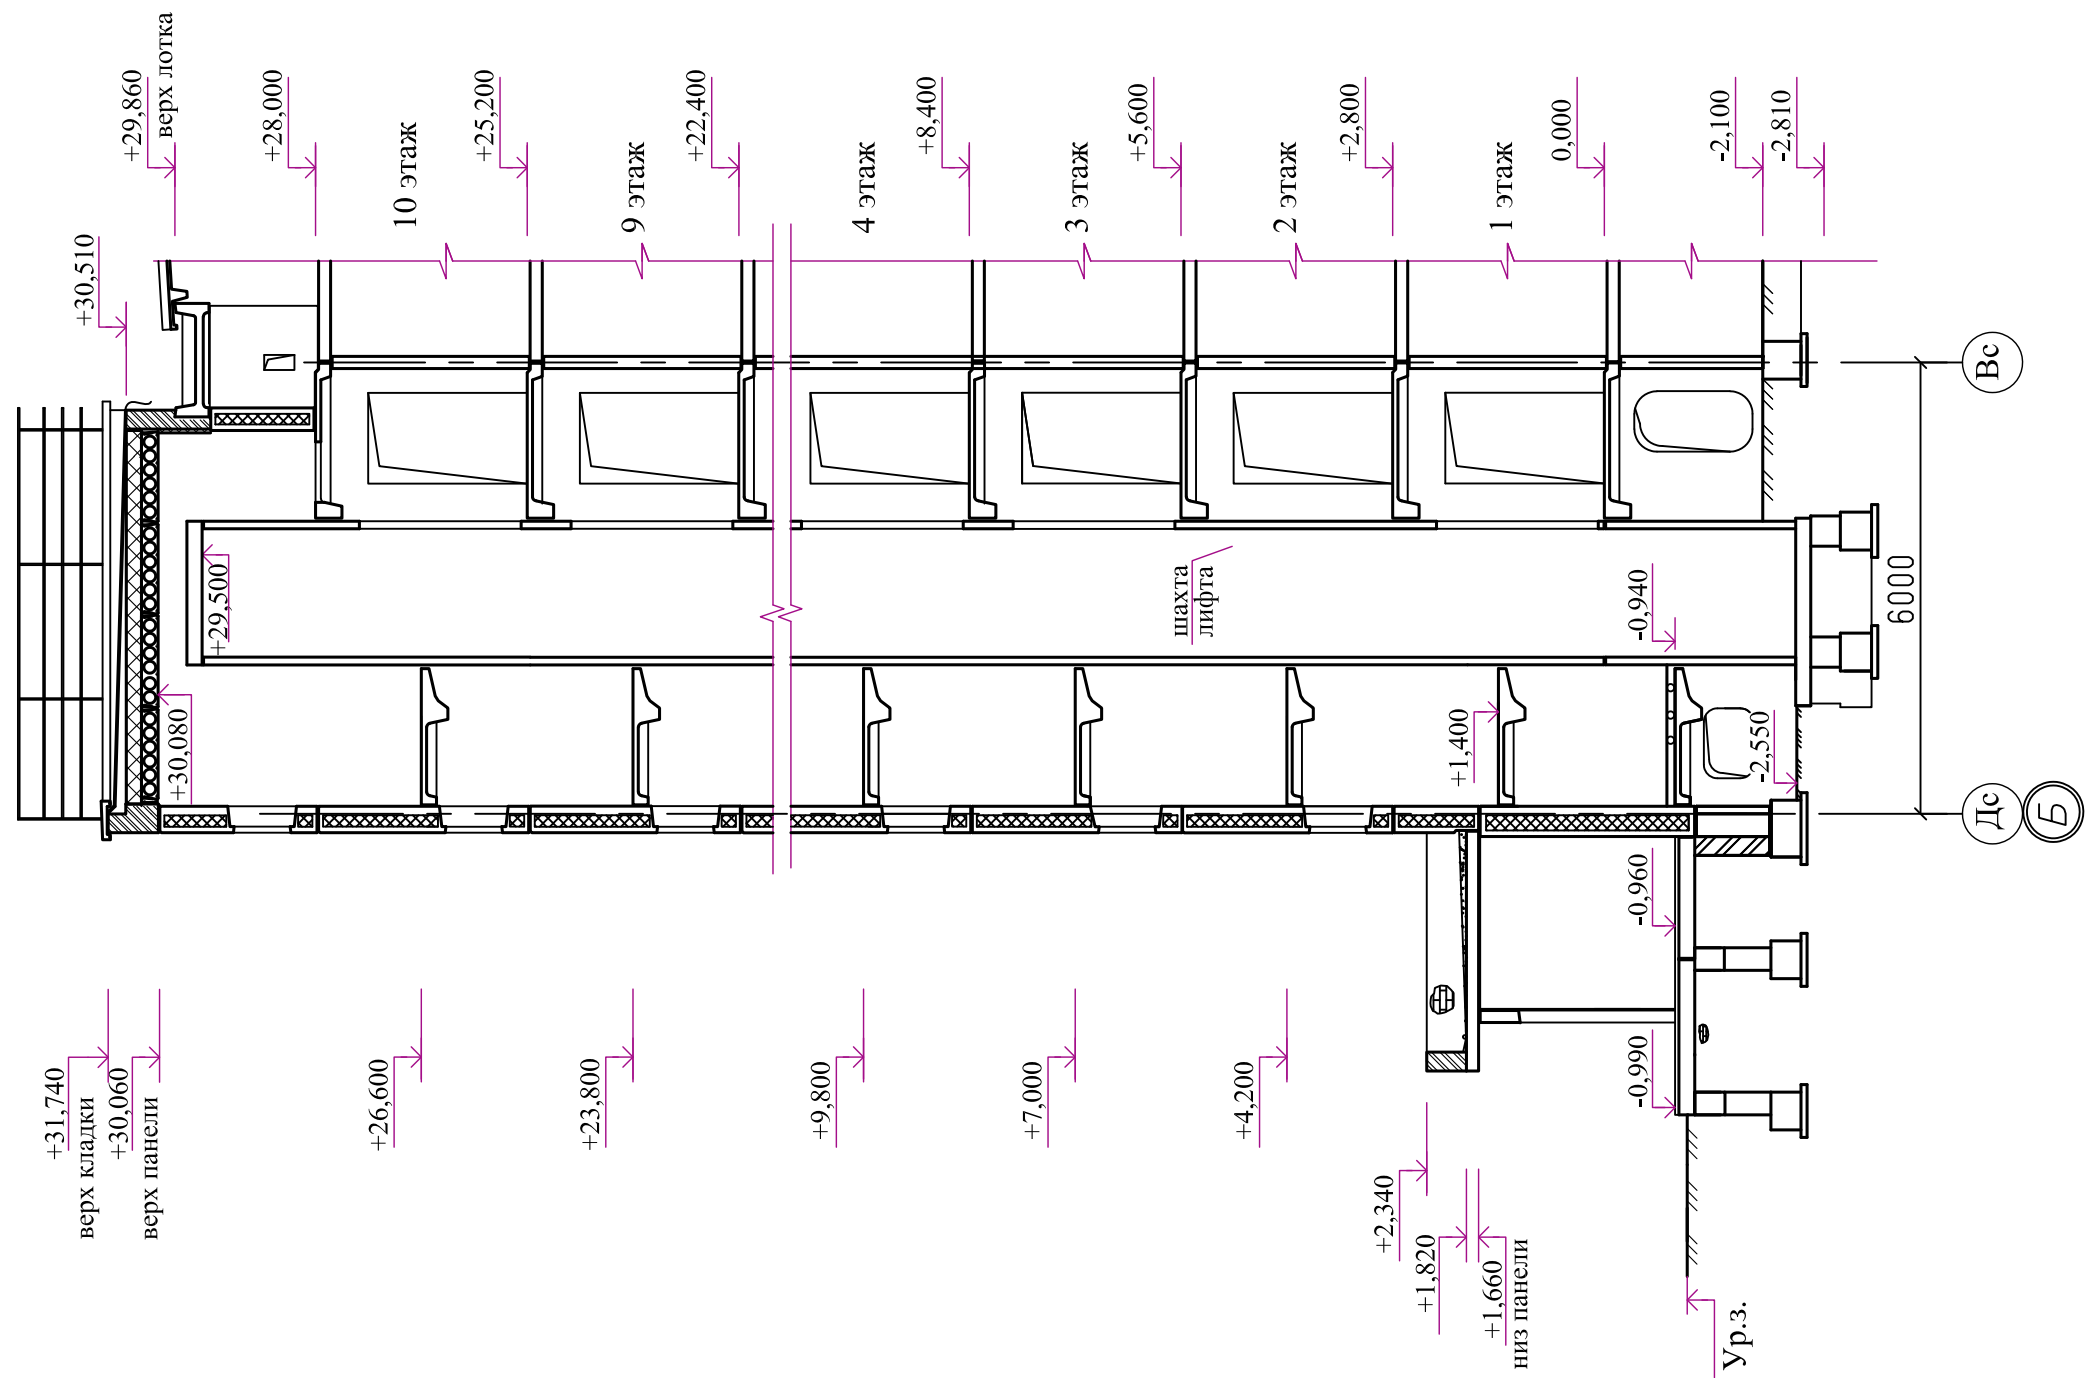 +31,740
верх кладки
+30,060
верх панели
+26,600
+23,800
+9,800
+7,000
+4,200
+2,340
+1,820
+1,660
низ панели
Ур.з.
-0,990
-0,960
+30,080
+29,500
шахта
лифта
+1,400
-0,940
-2,550
6000
Дс
Б
Вс
+30,510
+29,860
верх лотка
+28,000
10 этаж
+25,200
9 этаж
+22,400
4 этаж
+8,400
3 этаж
+5,600
2 этаж
+2,800
1 этаж
0,000
-2,100
-2,810